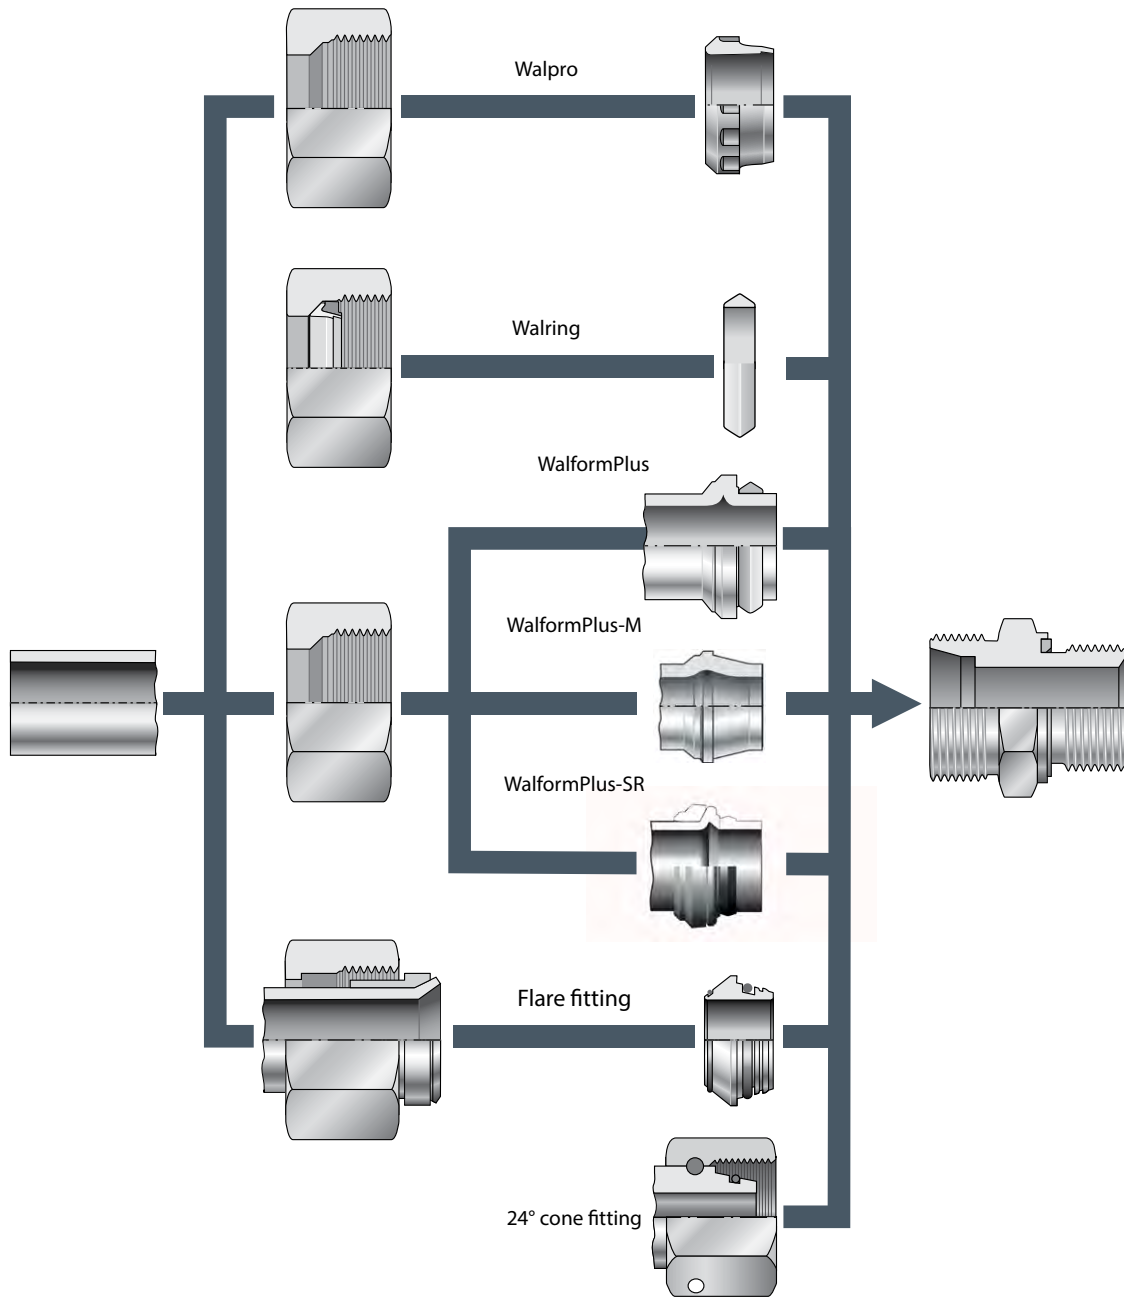 Walpro
Walring
WalformPlus
WalformPlus-M
WalformPlus-SR
Flare fitting
24° cone fitting